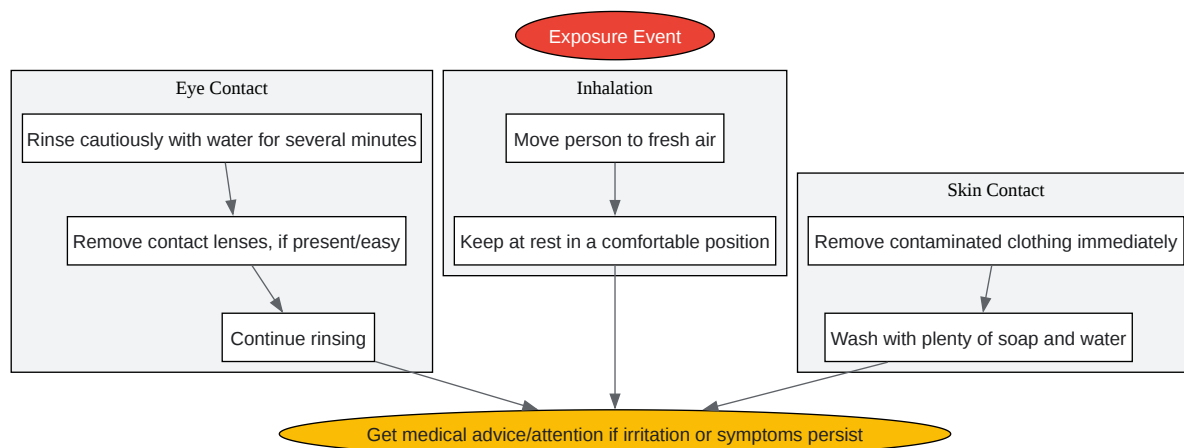 Exposure Event
Eye Contact
Rinse cautiously with water for several minutes
Remove contact lenses, if present/easy
Continue rinsing
Inhalation
Move person to fresh air
Keep at rest in a comfortable position
Skin Contact
Remove contaminated clothing immediately
Wash with plenty of soap and water
Get medical advice/attention if irritation or symptoms persist